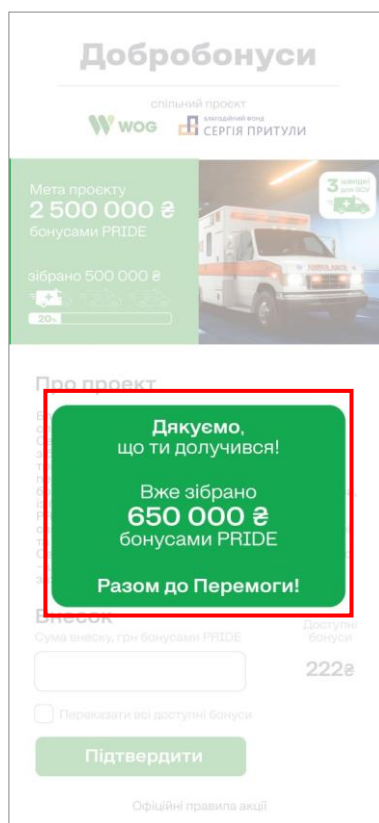 Добробонуси
спільний проєкт
WOG
БЛАГОДІЙНИЙ ФОНД
СЕРГІЯ ПРИТУЛИ
Мета проєкту
2 500 000 ₴
бонусами PRIDE
зібрано 500 000 ₴
20%
3 швидкі
для ЗСУ
AMBULANCE
Про проект
Дякуємо,
що ти долучився!
Вже зібрано
650 000 ₴
бонусами PRIDE
Разом до Перемоги!
Внесок
Сума внеску, грн бонусами PRIDE
Доступні
бонуси
222₴
Переказати всі доступні бонуси
Підтвердити
Офіційні правила акції